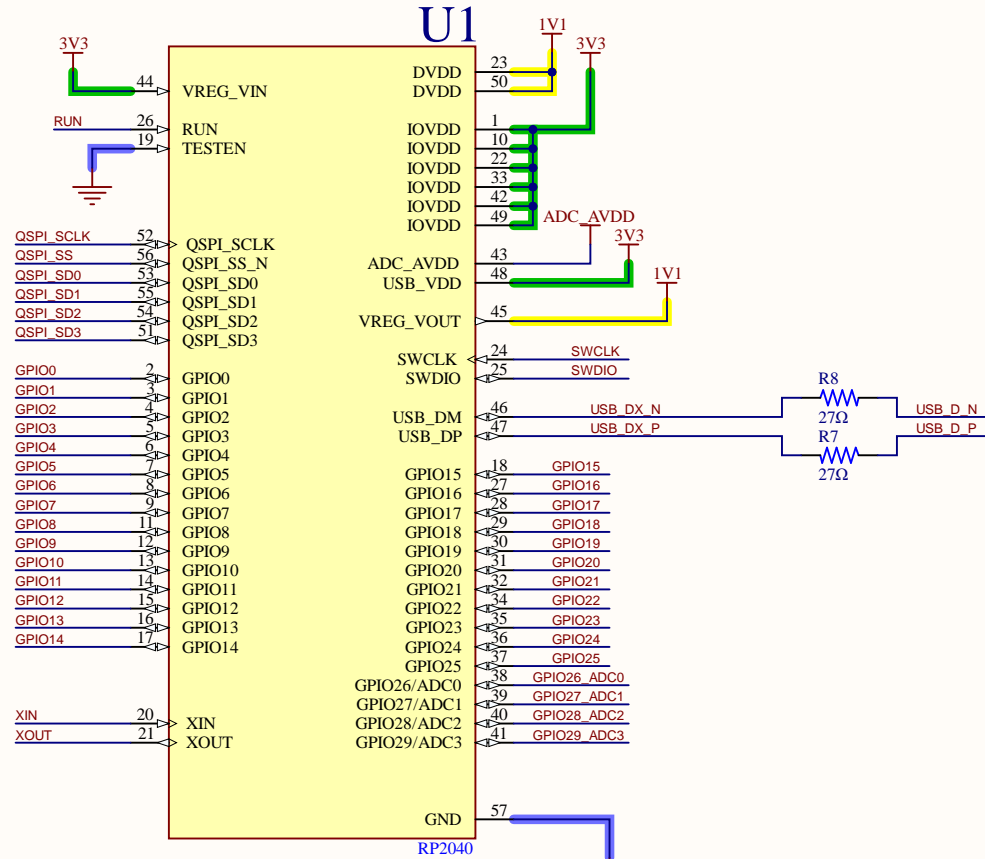 U1
3V3
1V1
3V3
44 VREG_VIN
23 DVDD
50 DVDD
RUN 26 RUN
19 TESTEN
1 IOVDD
10 IOVDD
22 IOVDD
33 IOVDD
42 IOVDD
49 IOVDD
ADC_AVDD
3V3
1V1
QSPI_SCLK 52 QSPI_SCLK
QSPI_SS 56 QSPI_SS_N
QSPI_SD0 53 QSPI_SD0
QSPI_SD1 55 QSPI_SD1
QSPI_SD2 54 QSPI_SD2
QSPI_SD3 51 QSPI_SD3
ADC_AVDD 43
USB_VDD 48
VREG_VOUT 45
SWCLK 24 SWCLK
SWDIO 25 SWDIO
GPIO0 2 GPIO0
GPIO1 3 GPIO1
GPIO2 4 GPIO2
GPIO3 5 GPIO3
GPIO4 6 GPIO4
GPIO5 7 GPIO5
GPIO6 8 GPIO6
GPIO7 9 GPIO7
GPIO8 11 GPIO8
GPIO9 12 GPIO9
GPIO10 13 GPIO10
GPIO11 14 GPIO11
GPIO12 15 GPIO12
GPIO13 16 GPIO13
GPIO14 17 GPIO14
USB_DM 46 USB_DX_N
USB_DP 47 USB_DX_P
R8
27Ω
USB_D_N
R7
27Ω
USB_D_P
GPIO15 18 GPIO15
GPIO16 27 GPIO16
GPIO17 28 GPIO17
GPIO18 29 GPIO18
GPIO19 30 GPIO19
GPIO20 31 GPIO20
GPIO21 32 GPIO21
GPIO22 34 GPIO22
GPIO23 35 GPIO23
GPIO24 36 GPIO24
GPIO25 37 GPIO25
GPIO26/ADC0 38 GPIO26_ADC0
GPIO27/ADC1 39 GPIO27_ADC1
GPIO28/ADC2 40 GPIO28_ADC2
GPIO29/ADC3 41 GPIO29_ADC3
XIN 20 XIN
XOUT 21 XOUT
GND 57
RP2040